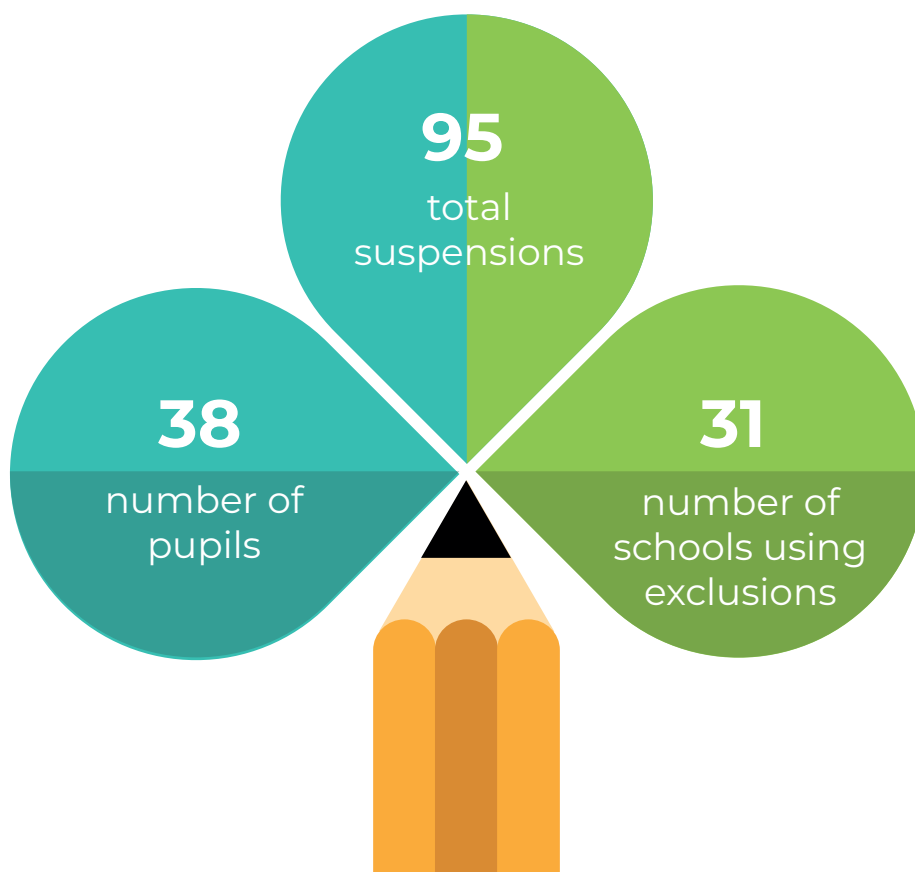 95
total
suspensions
38
number of
pupils
31
number of
schools using
exclusions